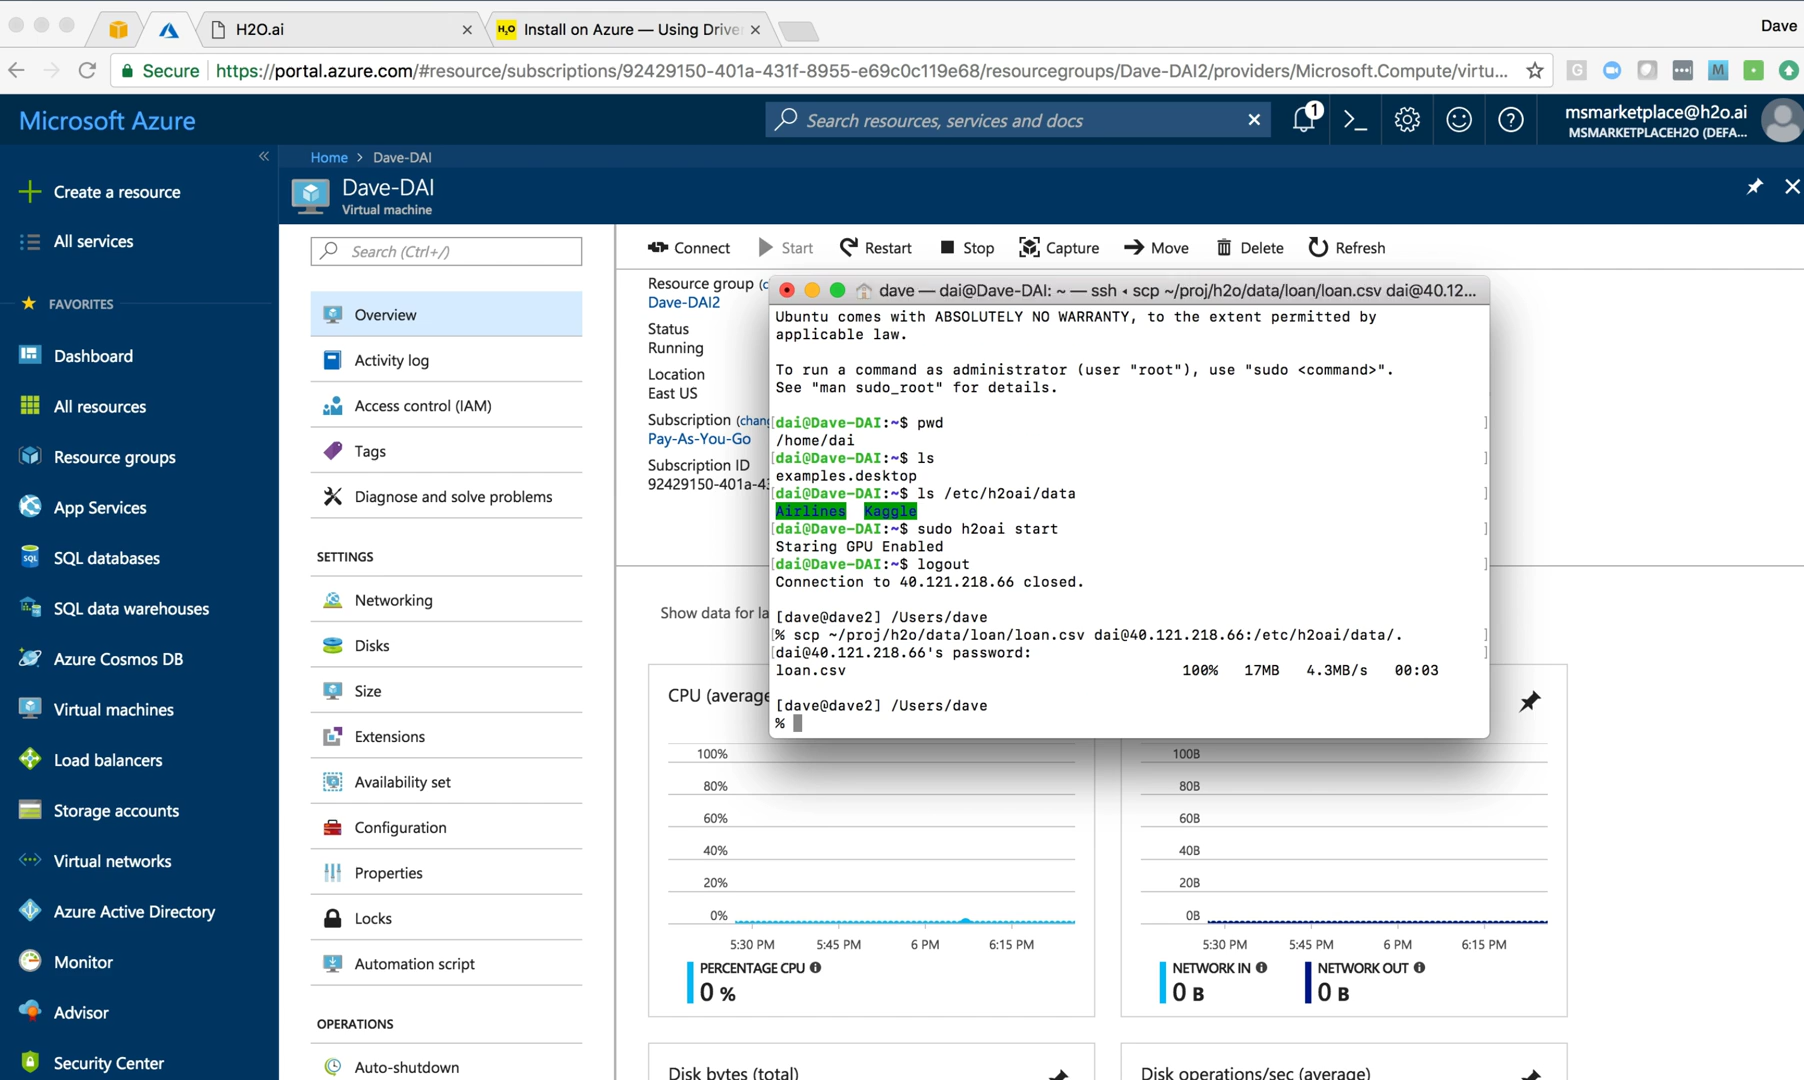 H2O.ai
H2O
Install on Azure — Using Drive
Dave
Secure
https://portal.azure.com/#resource/subscriptions/92429150-401a-431f-8955-e69c0c119e68/resourcegroups/Dave-DAI2/providers/Microsoft.Compute/virtu...
G
M
Microsoft Azure
Search resources, services and docs
1
msmarketplace@h2o.ai
MSMARKETPLACEH2O (DEFA...
Create a resource
All services
FAVORITES
Dashboard
All resources
Resource groups
App Services
SQL databases
SQL data warehouses
Azure Cosmos DB
Virtual machines
Load balancers
Storage accounts
Virtual networks
Azure Active Directory
Monitor
Advisor
Security Center
Home > Dave-DAI
Dave-DAI
Virtual machine
Search (Ctrl+/)
Overview
Activity log
Access control (IAM)
Tags
Diagnose and solve problems
SETTINGS
Networking
Disks
Size
Extensions
Availability set
Configuration
Properties
Locks
Automation script
OPERATIONS
Auto-shutdown
Connect
Start
Restart
Stop
Capture
Move
Delete
Refresh
Resource group (c
Dave-DAI2
Status
Running
Location
East US
Subscription (chang
Pay-As-You-Go
Subscription ID
92429150-401a-43
Show data for la
dave — dai@Dave-DAI: ~ — ssh ◂ scp ~/proj/h2o/data/loan/loan.csv dai@40.12...
Ubuntu comes with ABSOLUTELY NO WARRANTY, to the extent permitted by
applicable law.
To run a command as administrator (user "root"), use "sudo <command>".
See "man sudo_root" for details.
[dai@Dave-DAI:~$ pwd ]
/home/dai
[dai@Dave-DAI:~$ ls ]
examples.desktop
[dai@Dave-DAI:~$ ls /etc/h2oai/data ]
Airlines Kaggle
[dai@Dave-DAI:~$ sudo h2oai start ]
Staring GPU Enabled
[dai@Dave-DAI:~$ logout ]
Connection to 40.121.218.66 closed.
[dave@dave2] /Users/dave
[% scp ~/proj/h2o/data/loan/loan.csv dai@40.121.218.66:/etc/h2oai/data/. ]
[dai@40.121.218.66's password: ]
loan.csv 100% 17MB 4.3MB/s 00:03
[dave@dave2] /Users/dave
%
CPU (average
100%
80%
60%
40%
20%
0%
5:30 PM 5:45 PM 6 PM 6:15 PM
PERCENTAGE CPU
0 %
100B
80B
60B
40B
20B
0B
5:30 PM 5:45 PM 6 PM 6:15 PM
NETWORK IN
0 B
NETWORK OUT
0 B
Disk bytes (total)
Disk operations/sec (average)